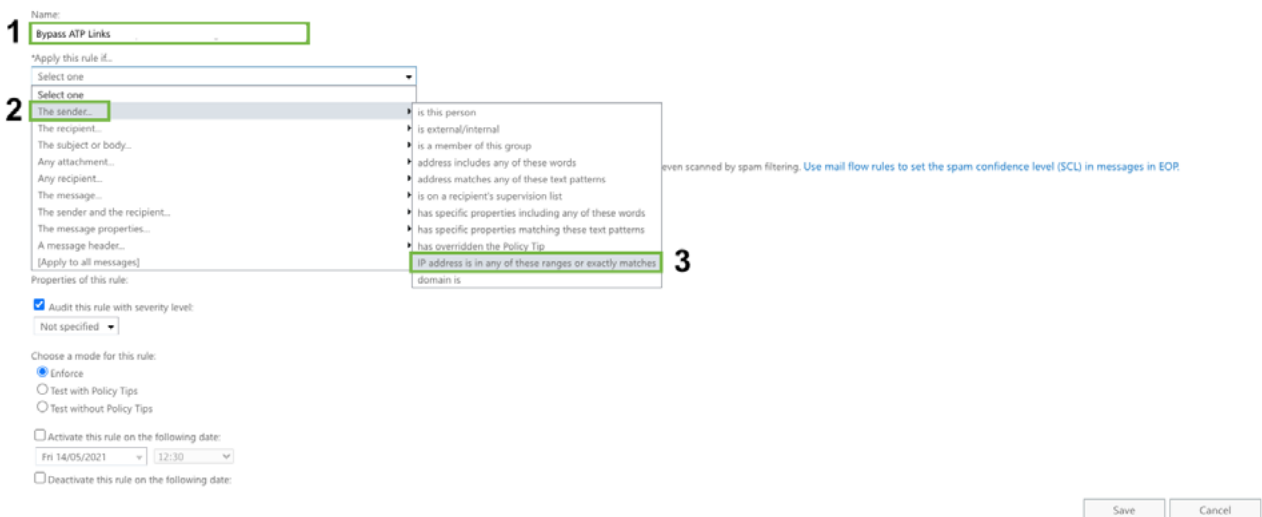 Name:
1
Bypass ATP Links
*Apply this rule if...
Select one
Select one
2
The sender...
The recipient...
The subject or body...
Any attachment...
Any recipient...
The message...
The sender and the recipient...
The message properties...
A message header...
[Apply to all messages]
is this person
is external/internal
is a member of this group
address includes any of these words
address matches any of these text patterns
is on a recipient's supervision list
has specific properties including any of these words
has specific properties matching these text patterns
has overridden the Policy Tip
IP address is in any of these ranges or exactly matches
3
domain is
even scanned by spam filtering. Use mail flow rules to set the spam confidence level (SCL) in messages in EOP.
Properties of this rule:
Audit this rule with severity level:
Not specified
Choose a mode for this rule:
Enforce
Test with Policy Tips
Test without Policy Tips
Activate this rule on the following date:
Fri 14/05/2021 12:30
Deactivate this rule on the following date:
Save Cancel